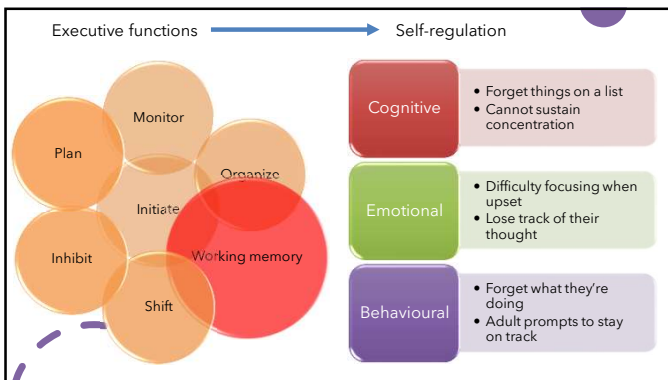 Executive functions
Self-regulation
Monitor
Plan
Organize
Initiate
Inhibit
Working memory
Shift
Cognitive
• Forget things on a list
• Cannot sustain
concentration
Emotional
• Difficulty focusing when
upset
• Lose track of their
thought
Behavioural
• Forget what they're
doing
• Adult prompts to stay
on track